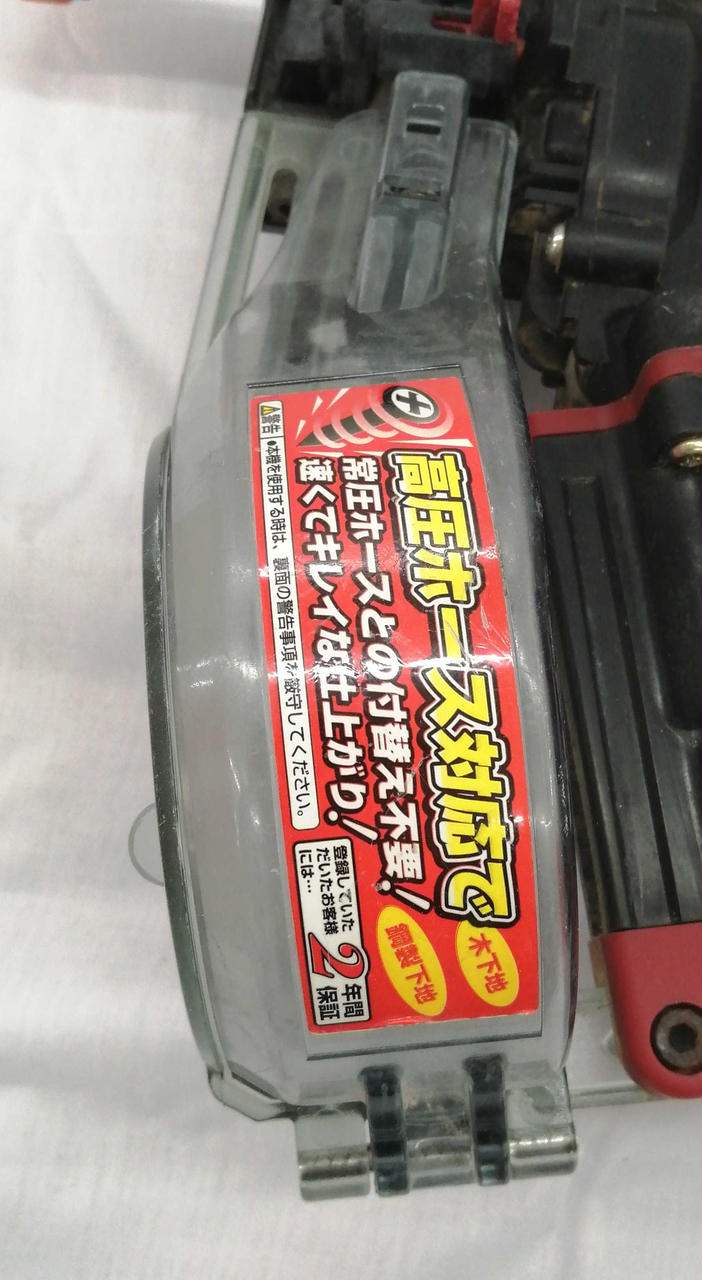 高圧ホース対応で
常圧ホースとの付替え不要!
速くてキレイな仕上がり!
木下地
鋼製下地
警告
●本機を使用する時は、裏面の警告事項を厳守してください。
登録していた
だいたお客様
には…
2年間
保証